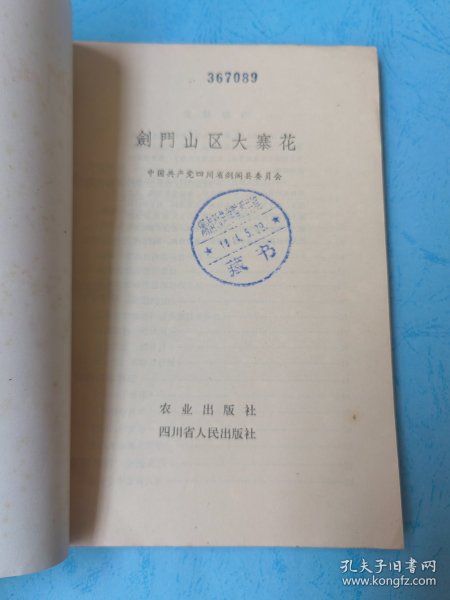 367089
劍門山区大寨花
中国共产党四川省剑阁县委员会
藏书
农业出版社
四川省人民出版社
孔夫子旧书网
www.kongfz.com